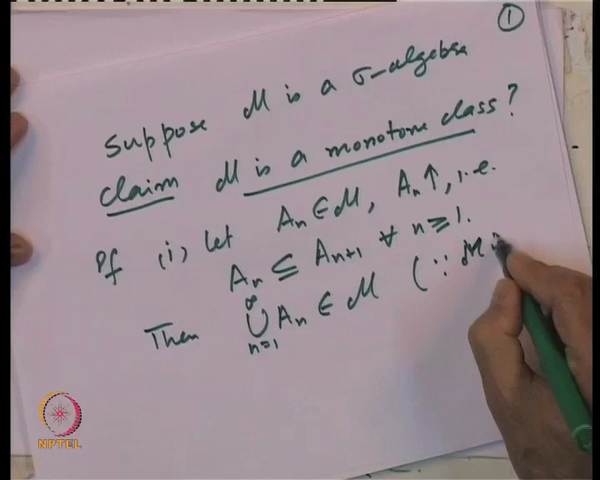 ①
Suppose ℳ is a σ-algebra
Claim ℳ is a monotone class?
Pf (i) Let Aₙ ∈ ℳ, Aₙ↑, i.e.
Aₙ ⊆ Aₙ₊₁ ∀ n ≥ 1.
Then ⋃ₙ₌₁^∞ Aₙ ∈ ℳ (∵ ℳ is
NPTEL